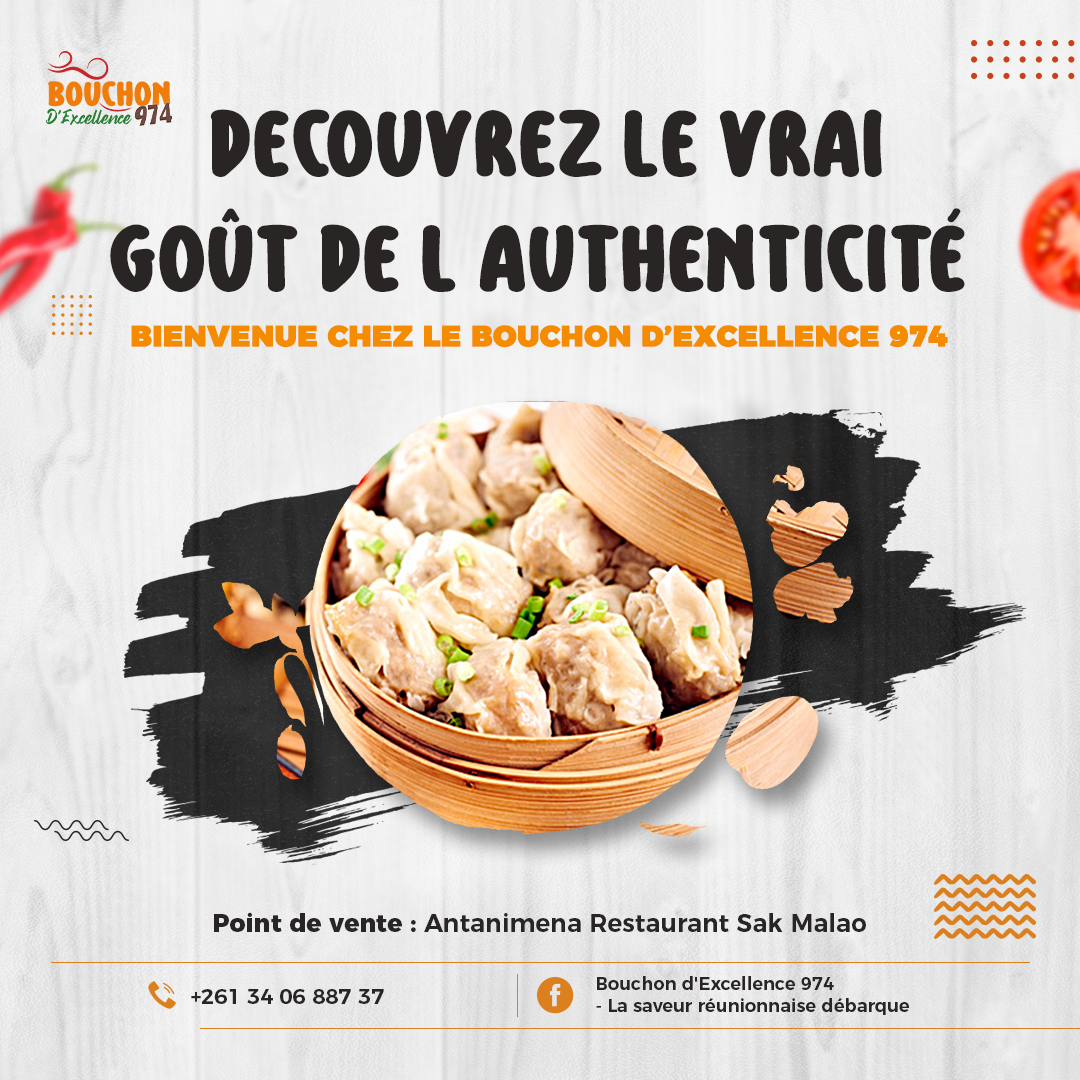 BOUCHON
D'Excellence 974
DECOUVREZ LE VRAI
GOÛT DE L AUTHENTICITÉ
BIENVENUE CHEZ LE BOUCHON D'EXCELLENCE 974
Point de vente : Antanimena Restaurant Sak Malao
+261 34 06 887 37
Bouchon d'Excellence 974
- La saveur réunionnaise débarque